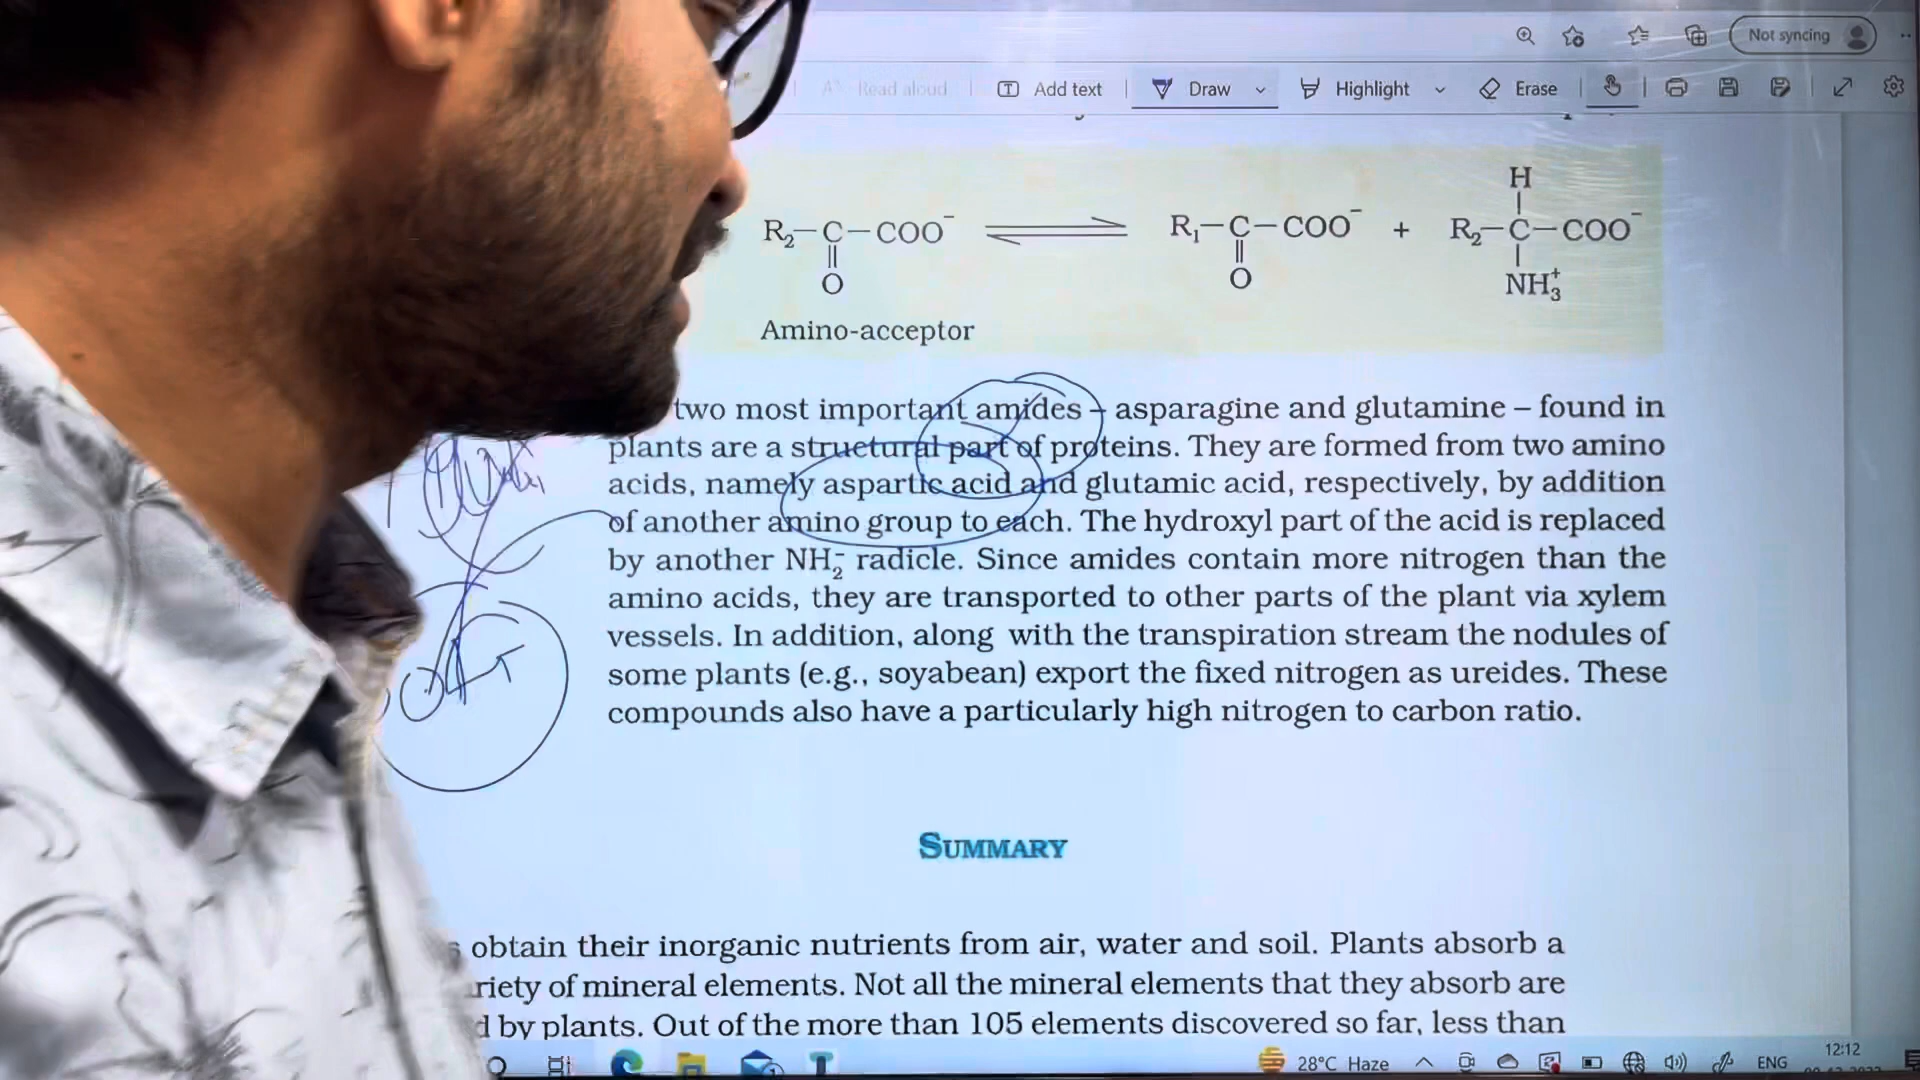 Not syncing
Read aloud Add text Draw Highlight Erase
H
R₂—C—COO⁻ ⇌ R₁—C—COO⁻ + R₂—C—COO⁻
O O NH₃⁺
Amino-acceptor
two most important amides – asparagine and glutamine – found in
plants are a structural part of proteins. They are formed from two amino
acids, namely aspartic acid and glutamic acid, respectively, by addition
of another amino group to each. The hydroxyl part of the acid is replaced
by another NH₂⁻ radicle. Since amides contain more nitrogen than the
amino acids, they are transported to other parts of the plant via xylem
vessels. In addition, along with the transpiration stream the nodules of
some plants (e.g., soyabean) export the fixed nitrogen as ureides. These
compounds also have a particularly high nitrogen to carbon ratio.
SUMMARY
obtain their inorganic nutrients from air, water and soil. Plants absorb a
riety of mineral elements. Not all the mineral elements that they absorb are
d by plants. Out of the more than 105 elements discovered so far, less than
28°C Haze ENG 12:12